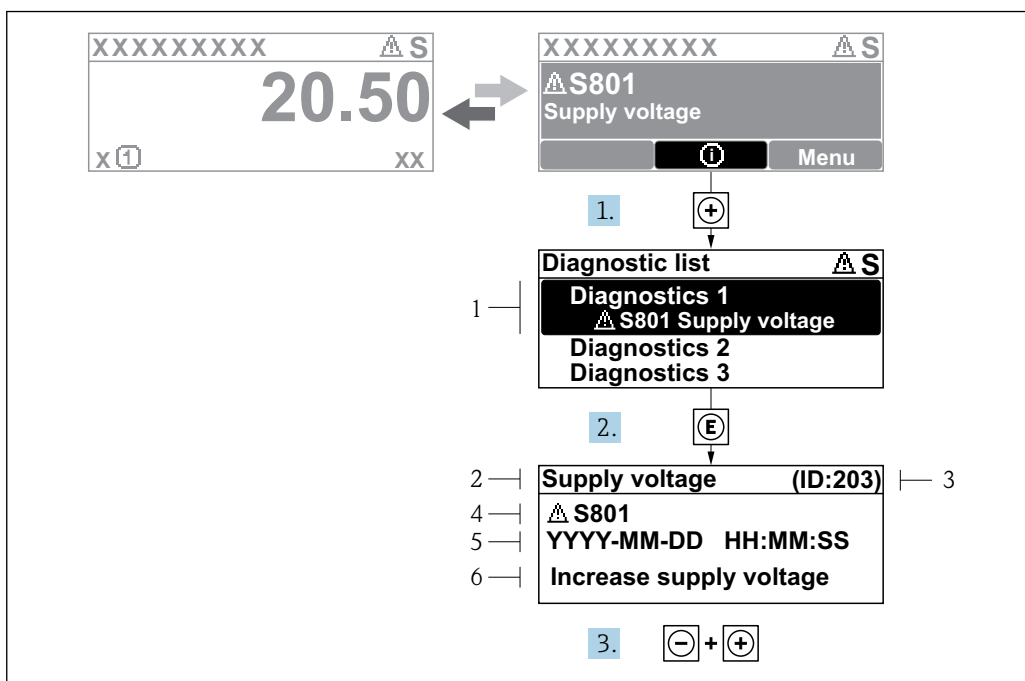 XXXXXXXXX ⚠ S
20.50
x ① xx
XXXXXXXXX ⚠ S
⚠S801
Supply voltage
ⓘ Menu
1. +
Diagnostic list ⚠ S
1 Diagnostics 1
⚠ S801 Supply voltage
Diagnostics 2
Diagnostics 3
2. E
2 Supply voltage (ID:203) 3
4 ⚠ S801
5 YYYY-MM-DD HH:MM:SS
6 Increase supply voltage
3. - + +